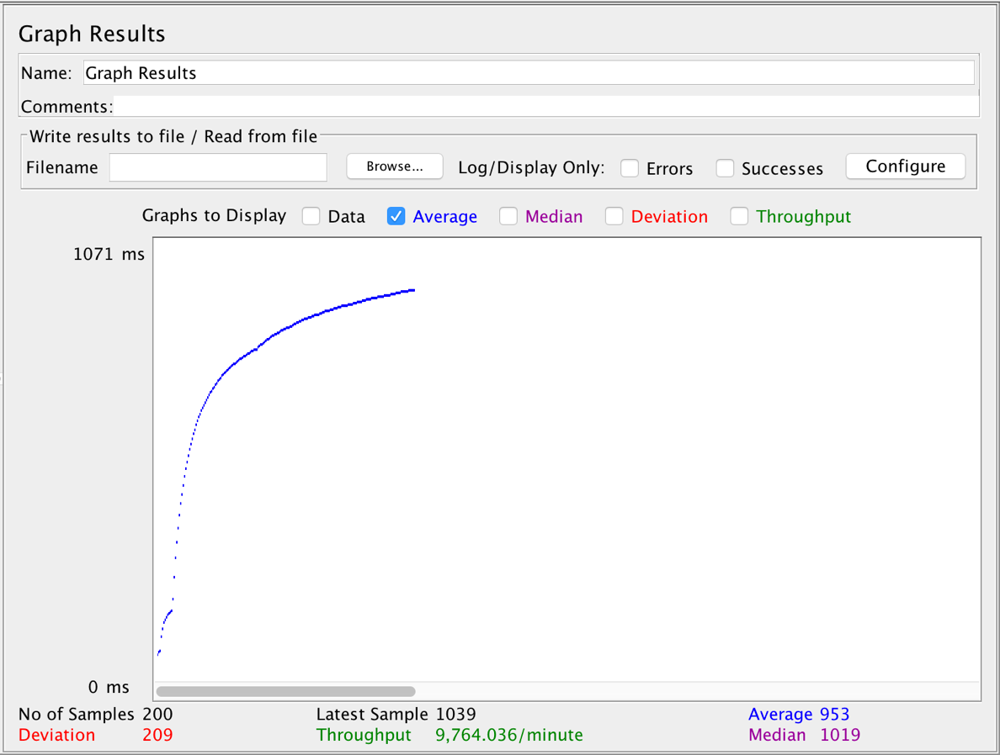 Graph Results
Name: Graph Results
Comments:
Write results to file / Read from file
Filename Browse... Log/Display Only: Errors Successes Configure
Graphs to Display Data Average Median Deviation Throughput
1071 ms
0 ms
No of Samples 200 Latest Sample 1039 Average 953
Deviation 209 Throughput 9,764.036/minute Median 1019